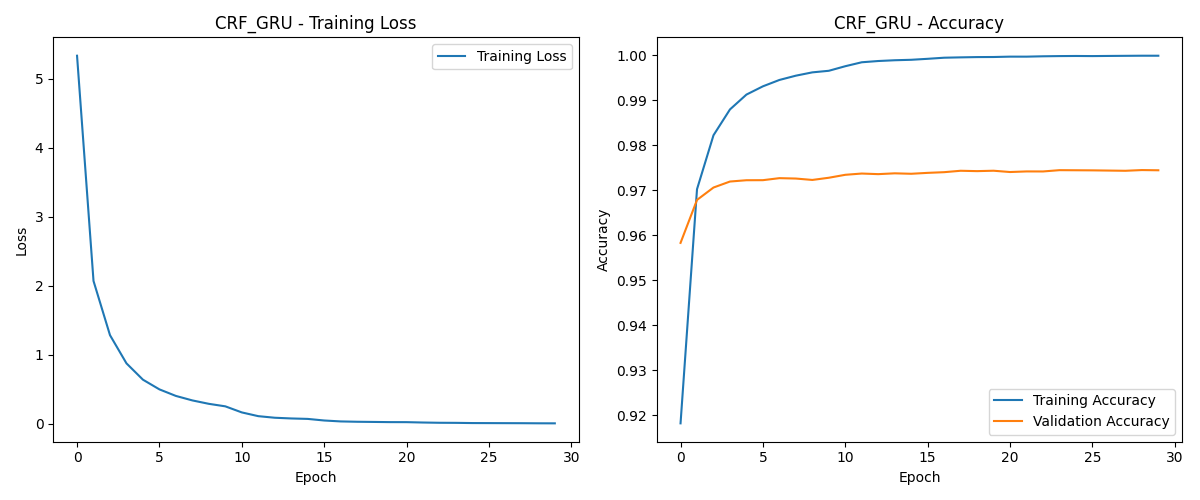 CRF_GRU - Training Loss
Training Loss
5
4
3
2
1
0
Loss
0 5 10 15 20 25 30
Epoch
CRF_GRU - Accuracy
1.00
0.99
0.98
0.97
0.96
0.95
0.94
0.93
0.92
Accuracy
Training Accuracy
Validation Accuracy
0 5 10 15 20 25 30
Epoch